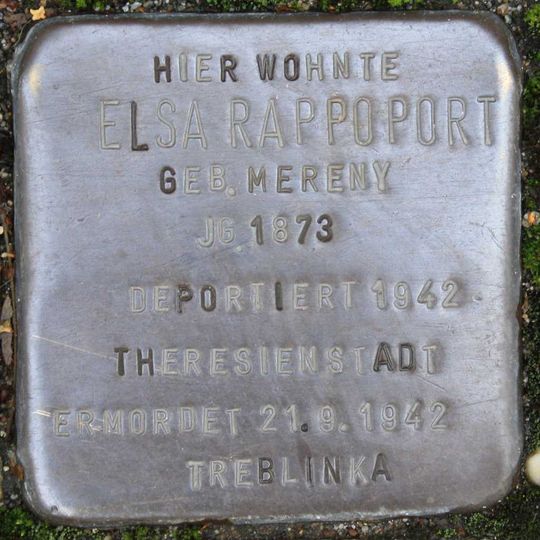 HIER WOHNTE
ELSA RAPPOPORT
GEB. MERENY
JG 1873
DEPORTIERT 1942
THERESIENSTADT
ERMORDET 21.9.1942
TREBLINKA